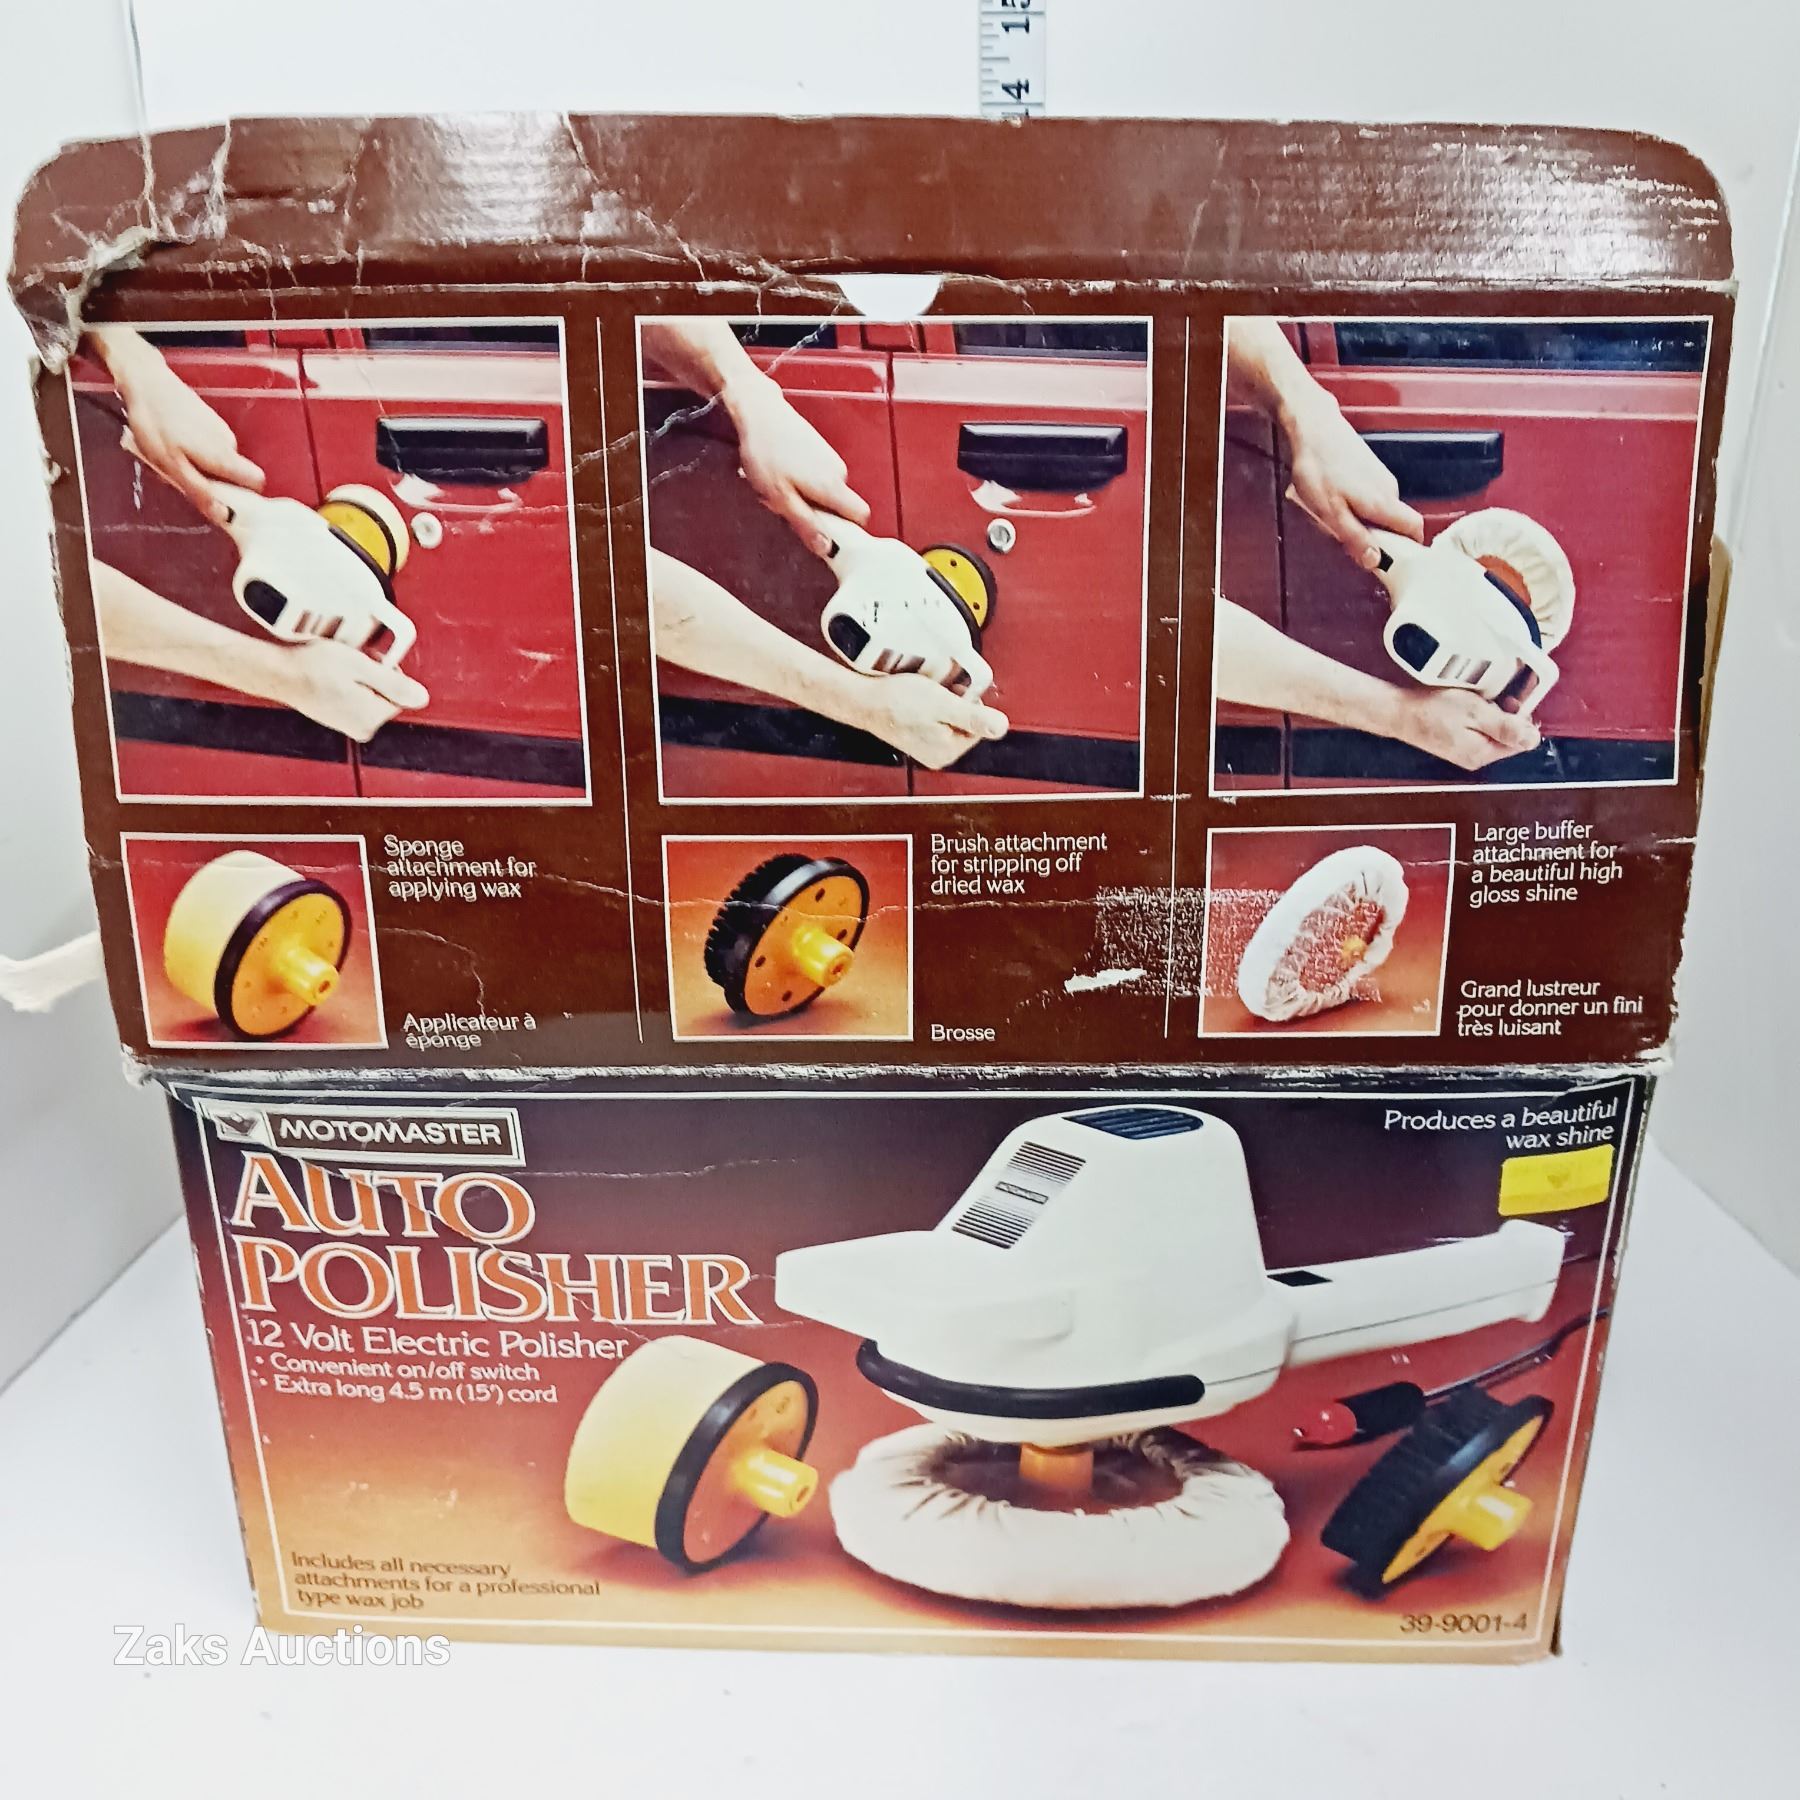 15
14
Sponge
attachment for
applying wax
Applicateur à
éponge
Brush attachment
for stripping off
dried wax
Brosse
Large buffer
attachment for
a beautiful high
gloss shine
Grand lustreur
pour donner un fini
très luisant
MOTOMASTER
AUTO
POLISHER
12 Volt Electric Polisher
• Convenient on/off switch
• Extra long 4.5 m (15') cord
Produces a beautiful
wax shine
MOTOMASTER
Includes all necessary
attachments for a professional
type wax job
39-9001-4
Zaks Auctions